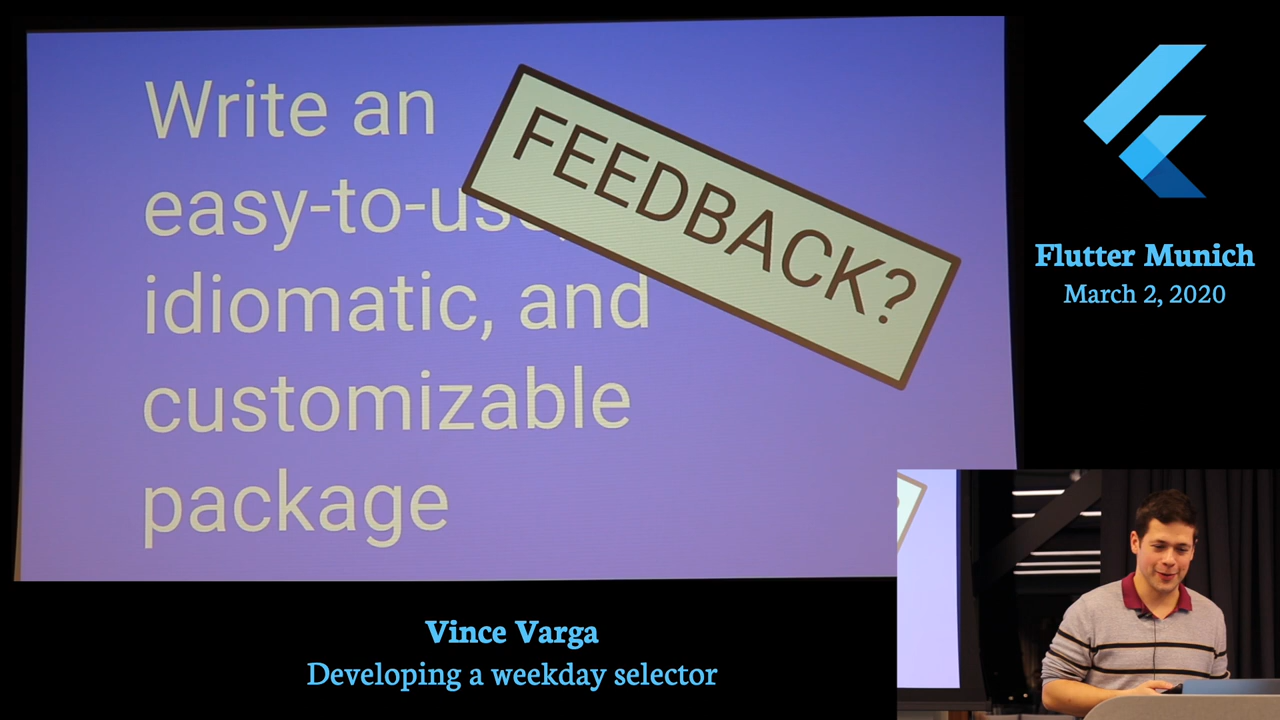 Write an
easy-to-use,
idiomatic, and
customizable
package
FEEDBACK?
Flutter Munich
March 2, 2020
Vince Varga
Developing a weekday selector